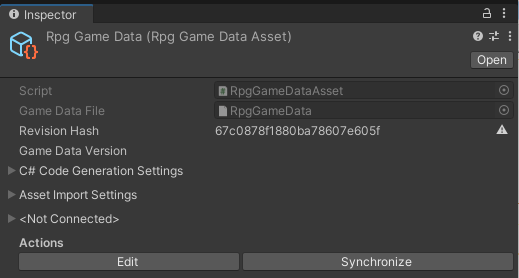 Inspector
Rpg Game Data (Rpg Game Data Asset)
Open
Script RpgGameDataAsset
Game Data File RpgGameData
Revision Hash 67c0878f1880ba78607e605f
Game Data Version
C# Code Generation Settings
Asset Import Settings
<Not Connected>
Actions
Edit Synchronize